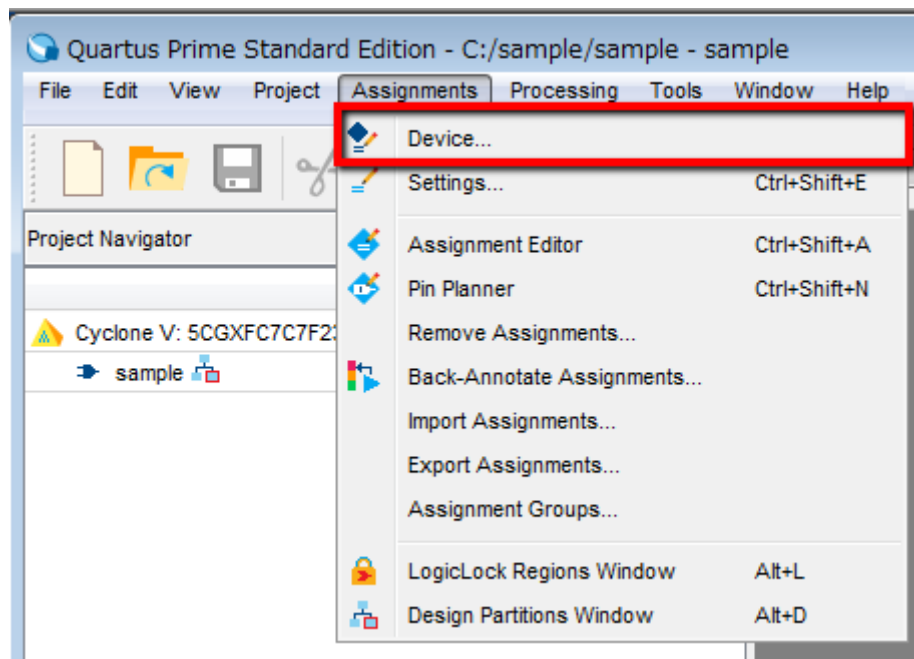 Quartus Prime Standard Edition - C:/sample/sample - sample
File Edit View Project Assignments Processing Tools Window Help
Device...
Settings... Ctrl+Shift+E
Project Navigator
Assignment Editor Ctrl+Shift+A
Pin Planner Ctrl+Shift+N
Cyclone V: 5CGXFC7C7F23
Remove Assignments...
sample
Back-Annotate Assignments...
Import Assignments...
Export Assignments...
Assignment Groups...
LogicLock Regions Window Alt+L
Design Partitions Window Alt+D